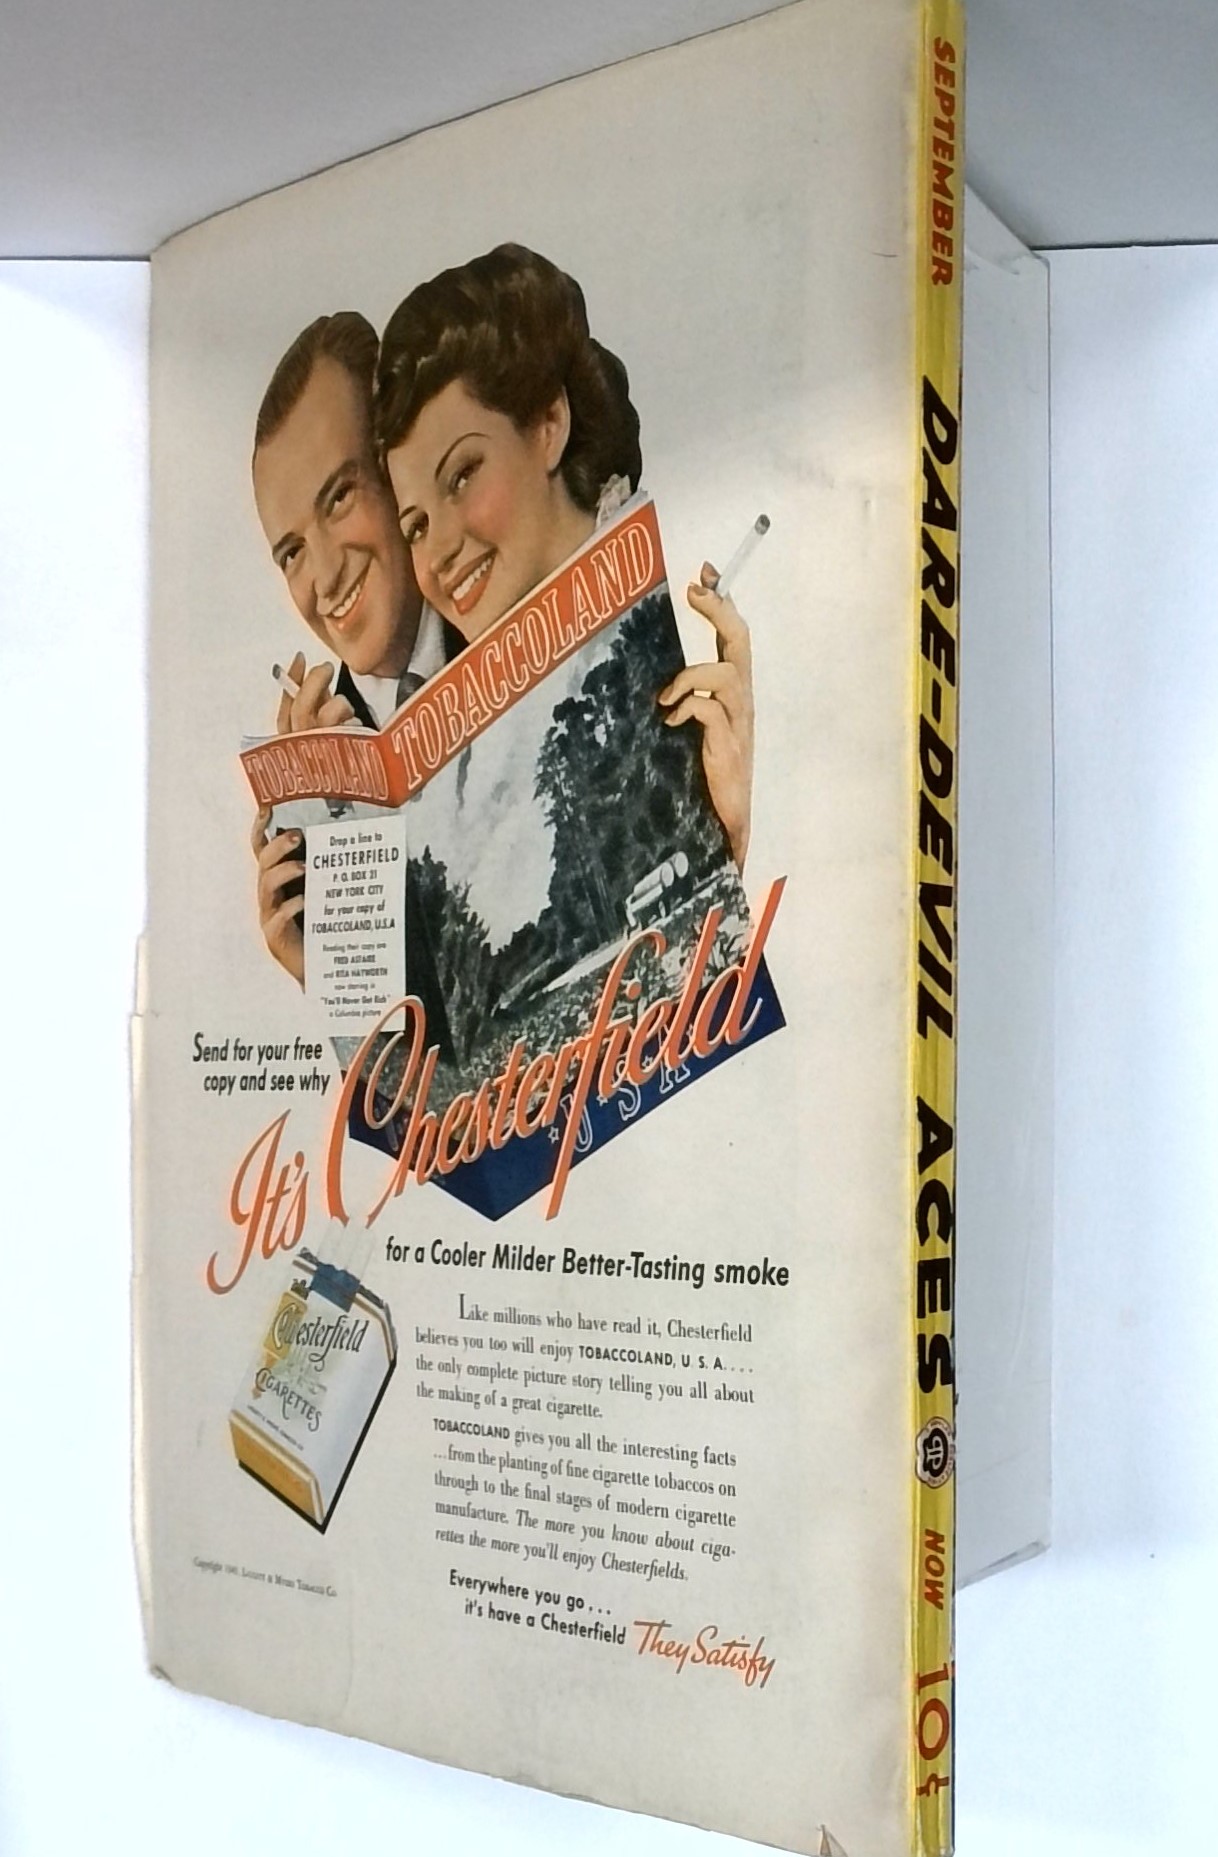 SEPTEMBER DARE-DEVIL ACES NOW 10¢
TOBACCOLAND
TOBACCOLAND
Drop a line to
CHESTERFIELD
P. O. BOX 21
NEW YORK CITY
for your copy of
TOBACCOLAND, U.S.A
Reading their copy are
FRED ASTAIRE
and RITA HAYWORTH
now starring in
"You'll Never Get Rich"
a Columbia picture
U·S·A
Send for your free
copy and see why
It's Chesterfield
for a Cooler Milder Better-Tasting smoke
Chesterfield
CIGARETTES
Like millions who have read it, Chesterfield
believes you too will enjoy TOBACCOLAND, U. S. A. . . .
the only complete picture story telling you all about
the making of a great cigarette.
TOBACCOLAND gives you all the interesting facts
...from the planting of fine cigarette tobaccos on
through to the final stages of modern cigarette
manufacture. The more you know about ciga-
rettes the more you'll enjoy Chesterfields.
Everywhere you go...
it's have a Chesterfield
They Satisfy
Copyright 1941, LIGGETT & MYERS TOBACCO CO.